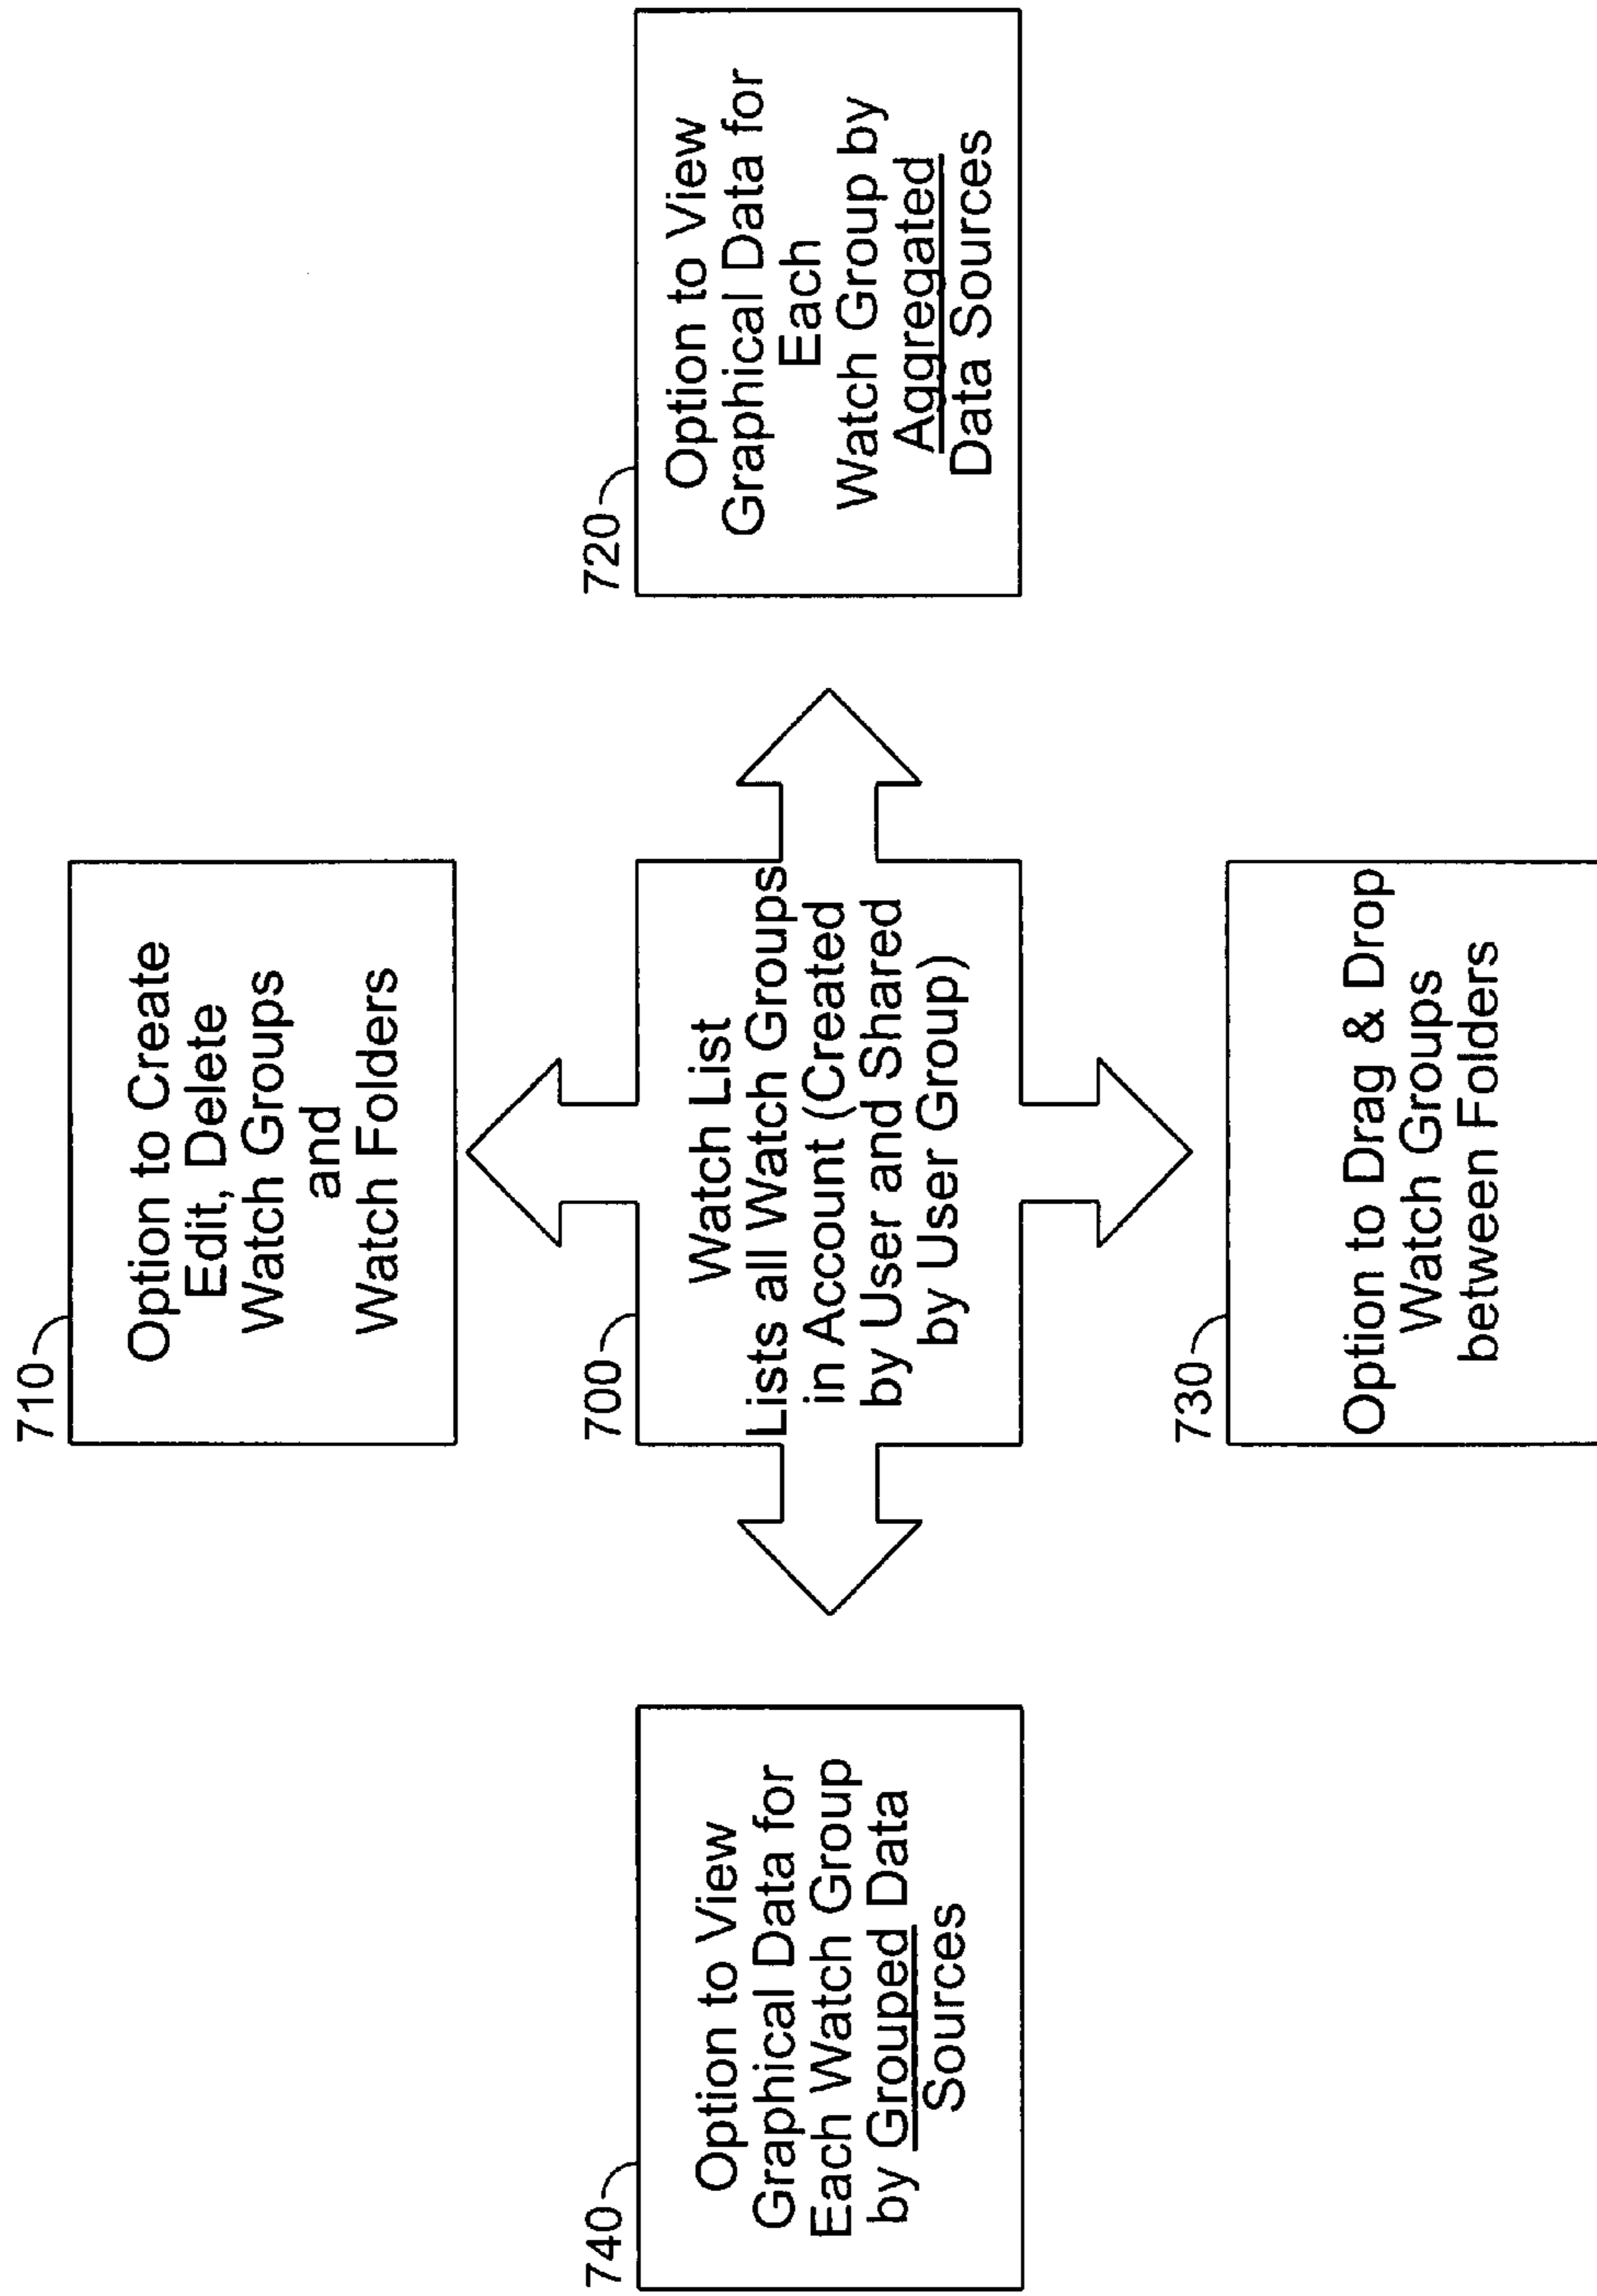 710
Option to Create
Edit, Delete
Watch Groups
and
Watch Folders
740
Option to View
Graphical Data for
Each Watch Group
by Grouped Data
Sources
700
Watch List
Lists all Watch Groups
in Account (Created
by User and Shared
by User Group)
720
Option to View
Graphical Data for
Each
Watch Group by
Aggregated
Data Sources
730
Option to Drag & Drop
Watch Groups
between Folders